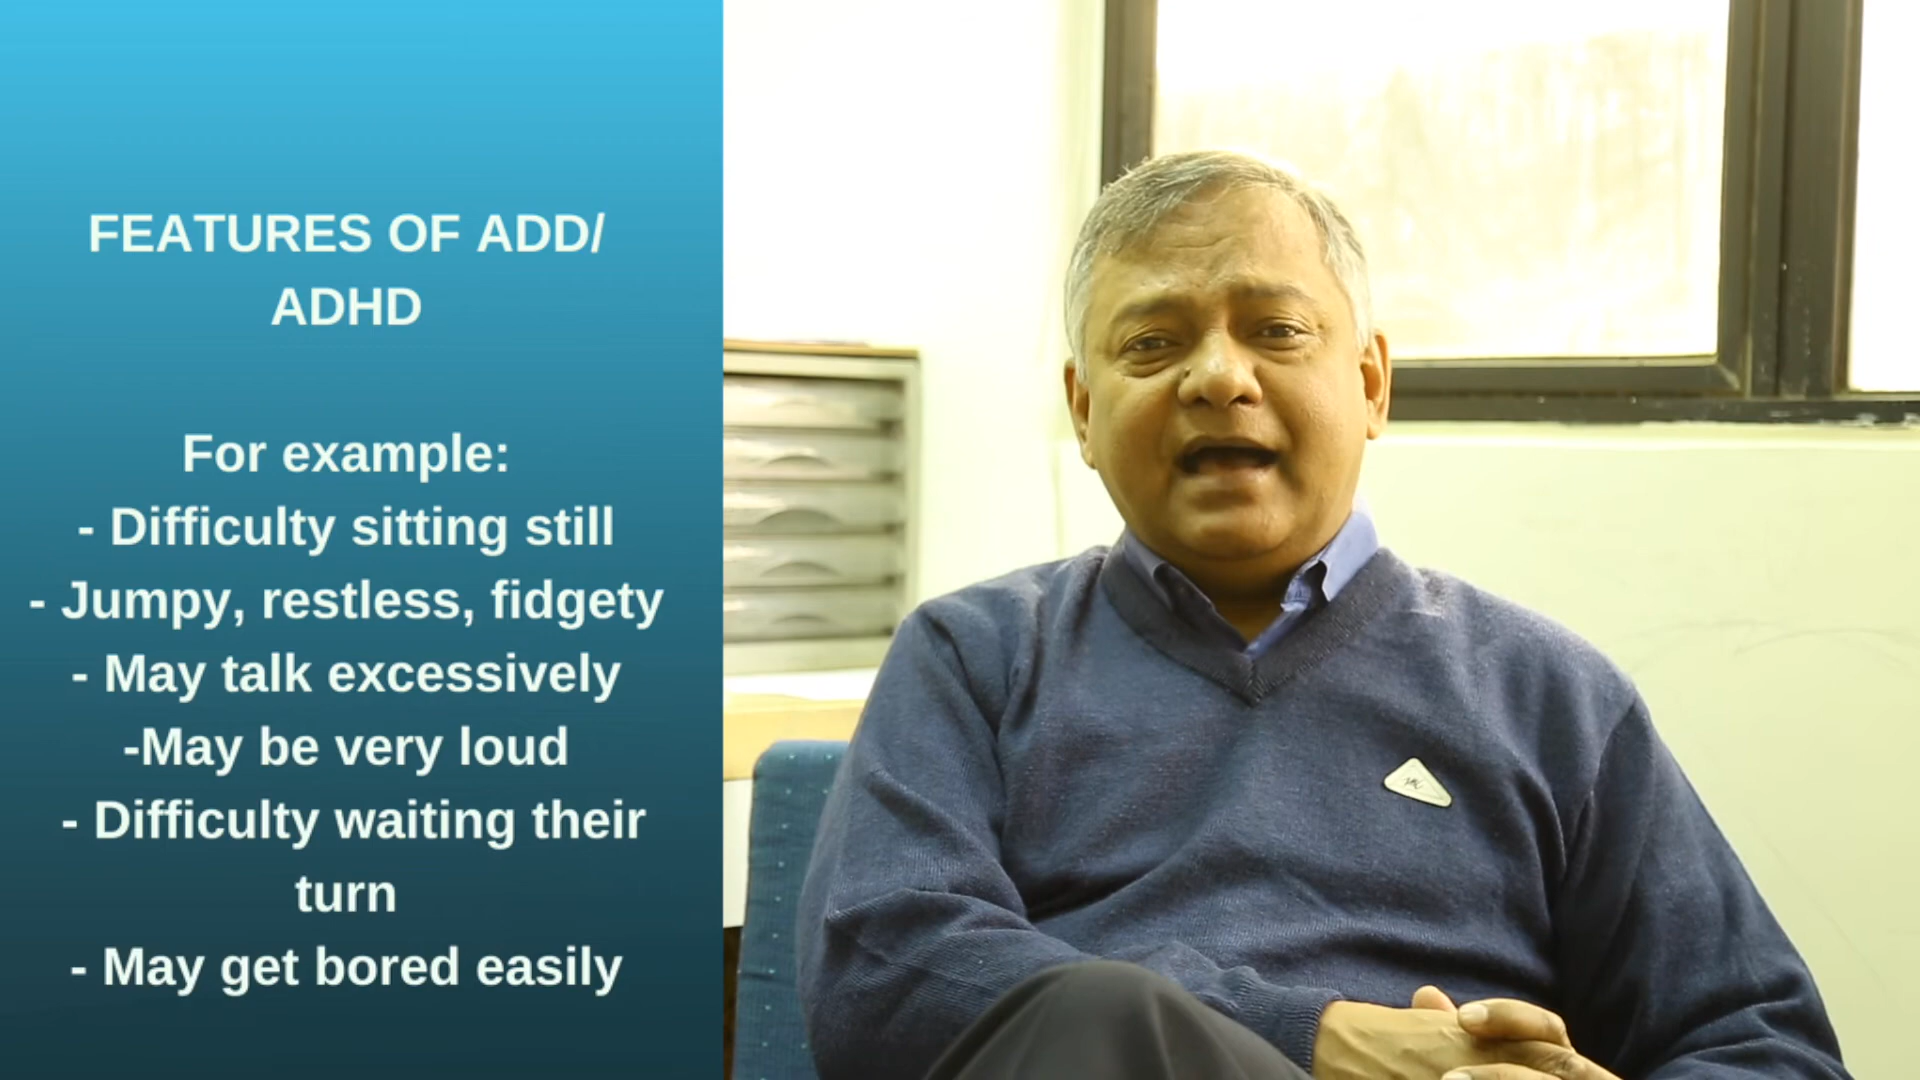 FEATURES OF ADD/
ADHD
For example:
- Difficulty sitting still
- Jumpy, restless, fidgety
- May talk excessively
-May be very loud
- Difficulty waiting their
turn
- May get bored easily